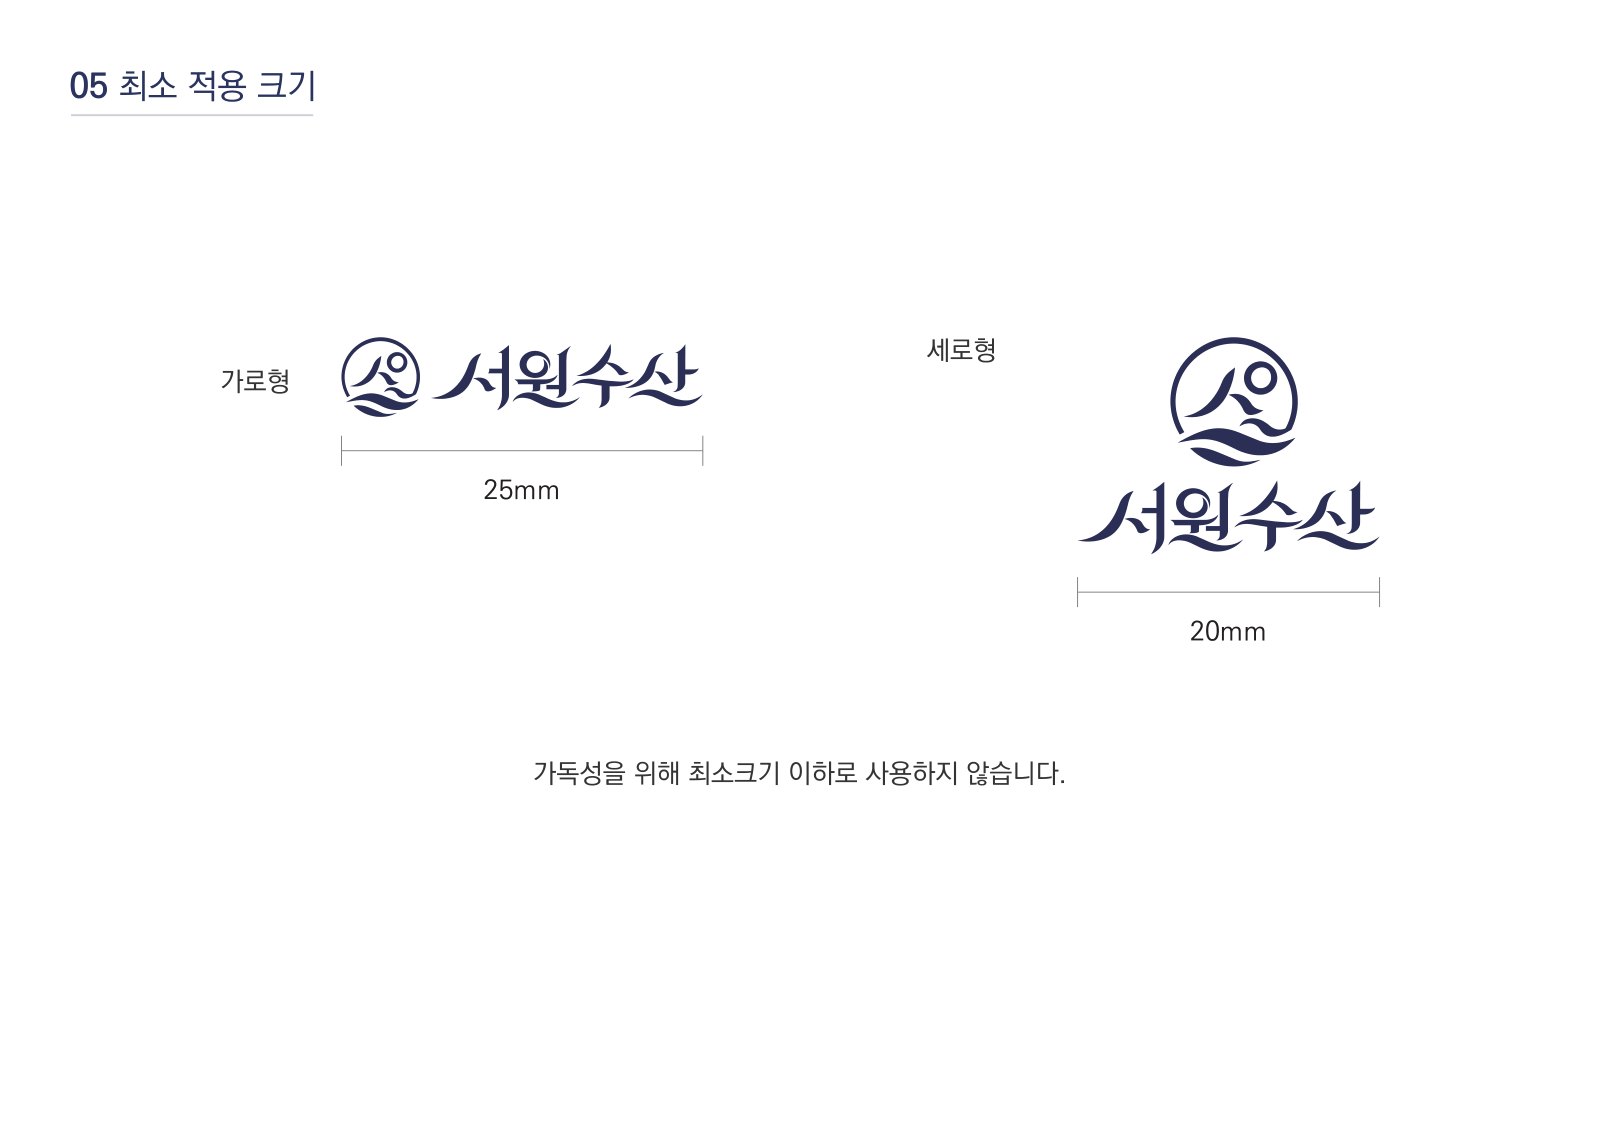 05 최소 적용 크기
가로형
서원수산
25mm
세로형
서원수산
20mm
가독성을 위해 최소크기 이하로 사용하지 않습니다.